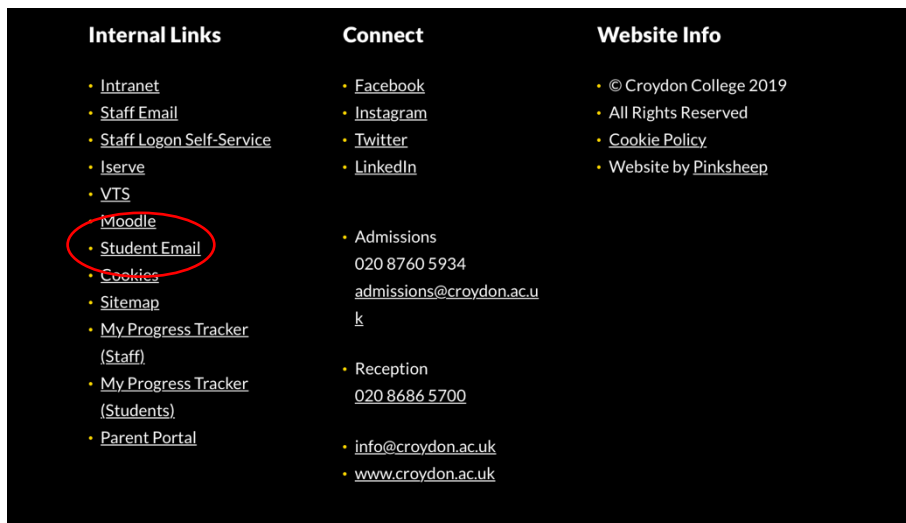 Internal Links
Intranet
Staff Email
Staff Logon Self-Service
Iserve
VTS
Moodle
Student Email
Cookies
Sitemap
My Progress Tracker
(Staff)
My Progress Tracker
(Students)
Parent Portal
Connect
Facebook
Instagram
Twitter
LinkedIn
Admissions
020 8760 5934
admissions@croydon.ac.u
k
Reception
020 8686 5700
info@croydon.ac.uk
www.croydon.ac.uk
Website Info
© Croydon College 2019
All Rights Reserved
Cookie Policy
Website by Pinksheep